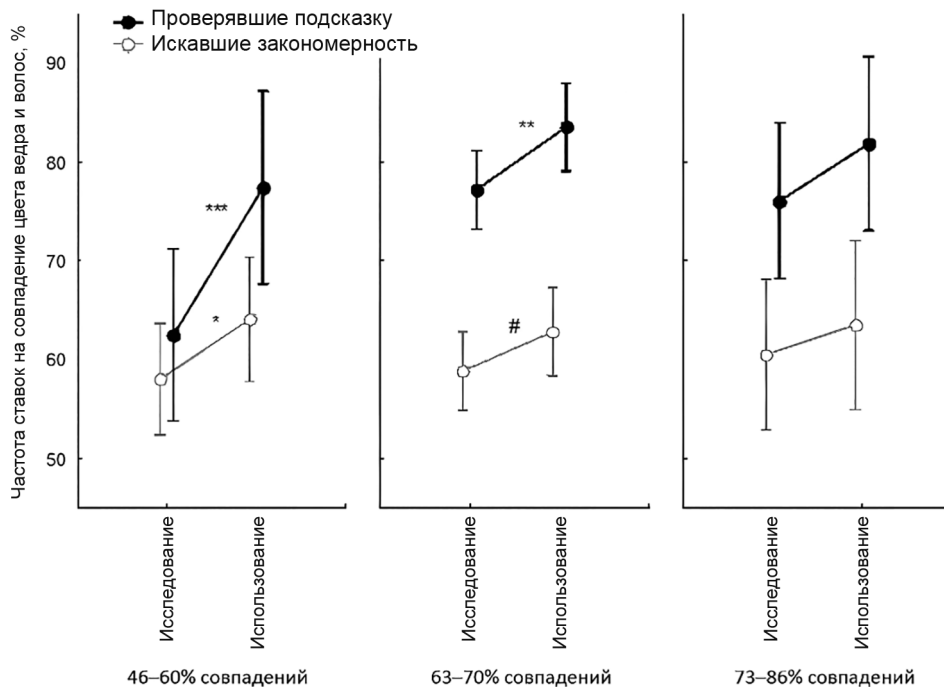 Проверявшие подсказку
Искавшие закономерность
Частота ставок на совпадение цвета ведра и волос, %
90
80
70
60
50
***
*
**
#
Исследование
Использование
Исследование
Использование
Исследование
Использование
46–60% совпадений
63–70% совпадений
73–86% совпадений